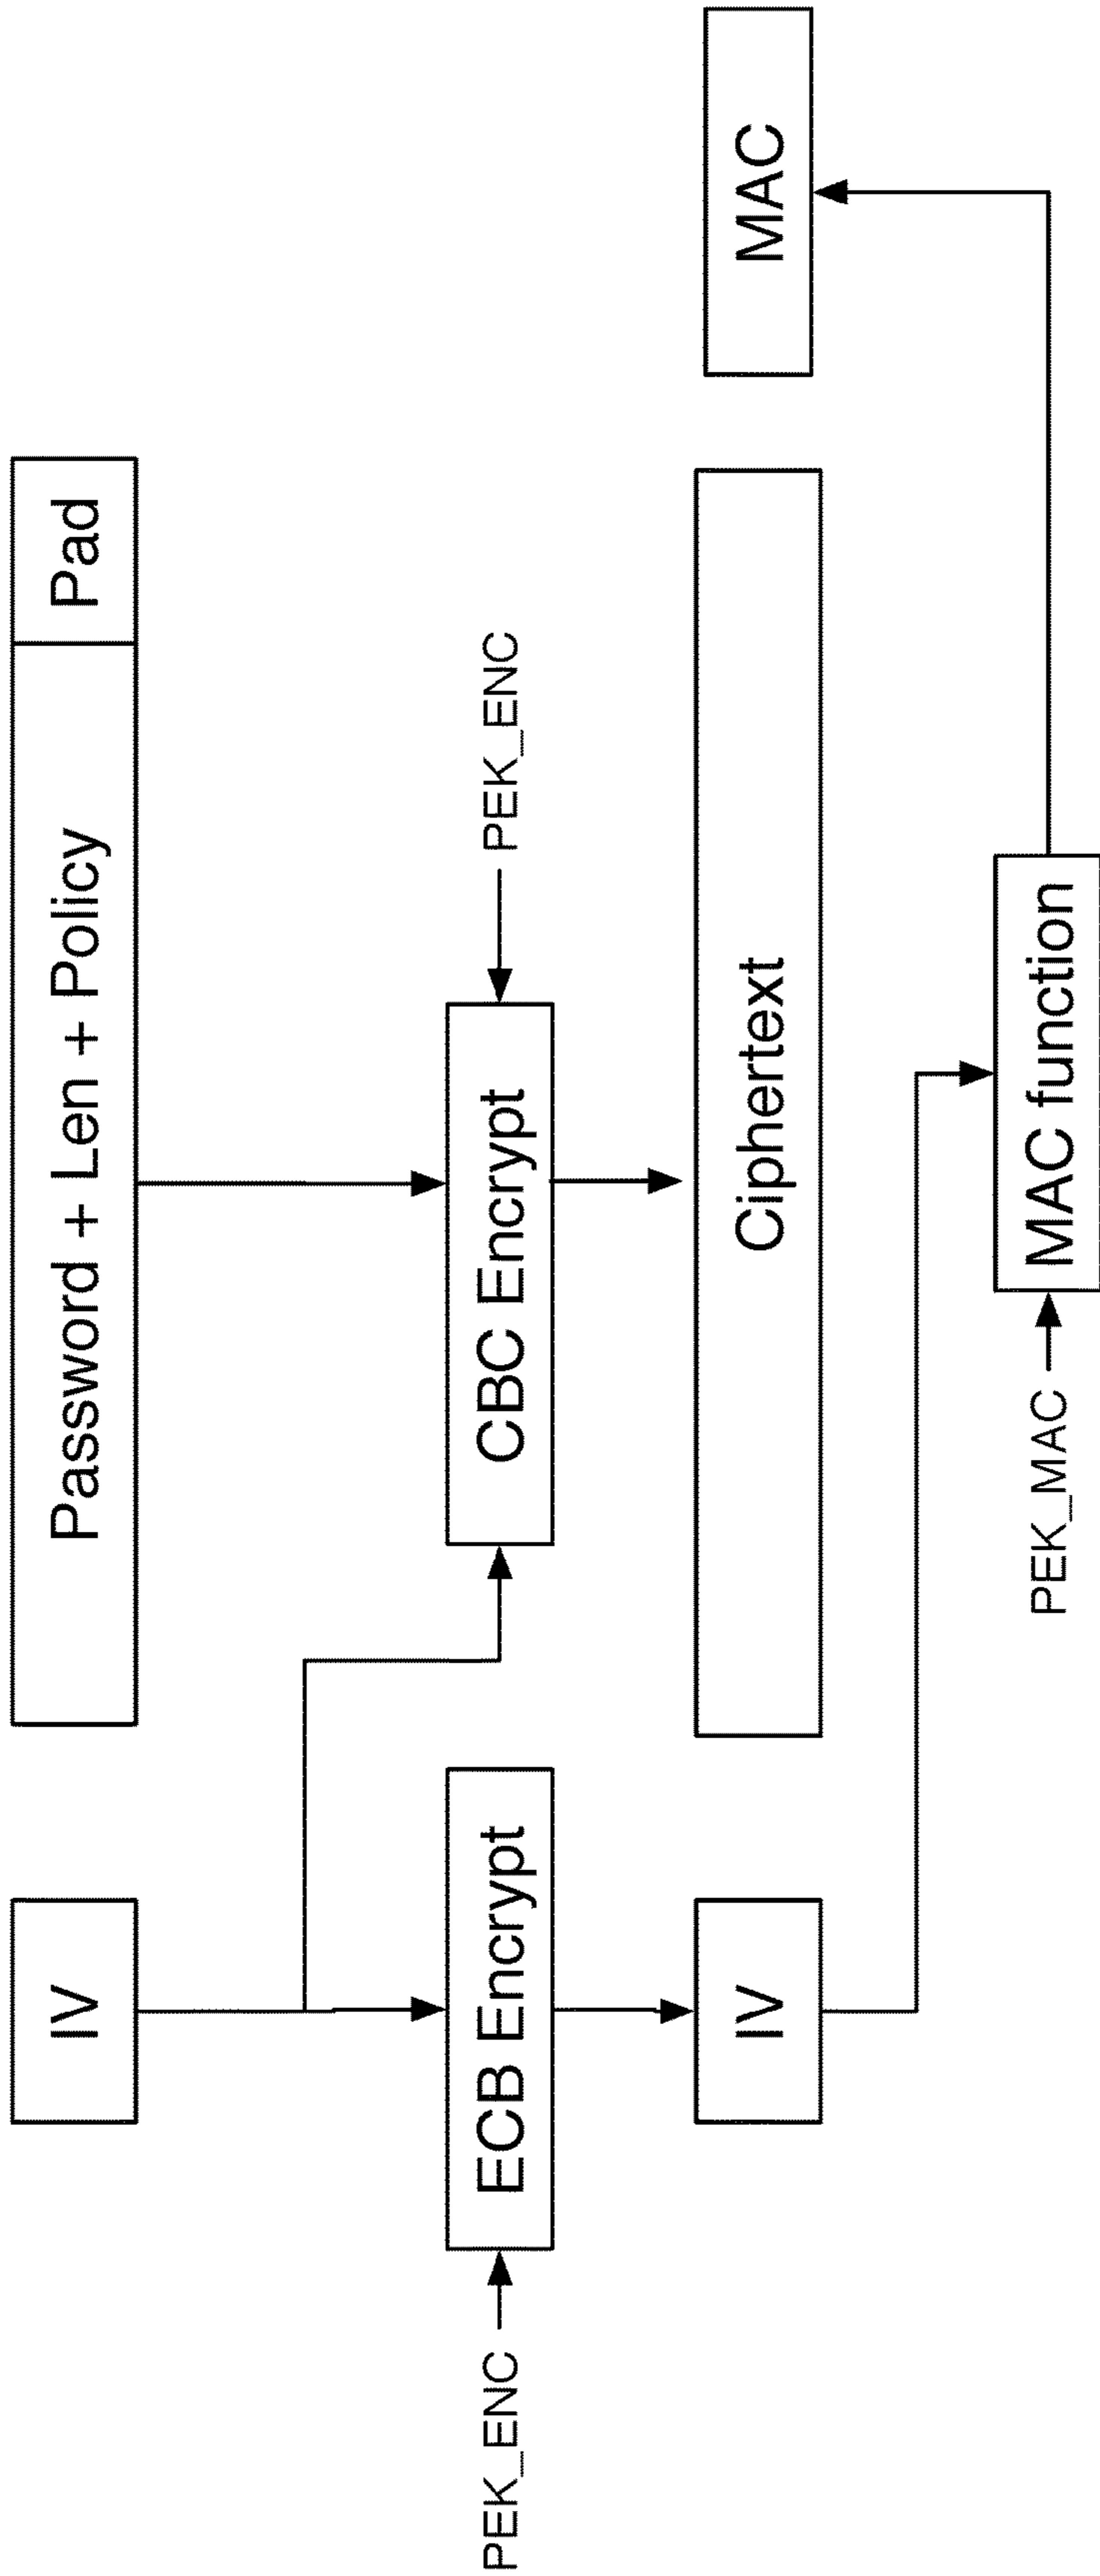 IV
Password + Len + Policy
Pad
PEK_ENC
ECB Encrypt
CBC Encrypt
PEK_ENC
IV
Ciphertext
MAC
PEK_MAC
MAC function